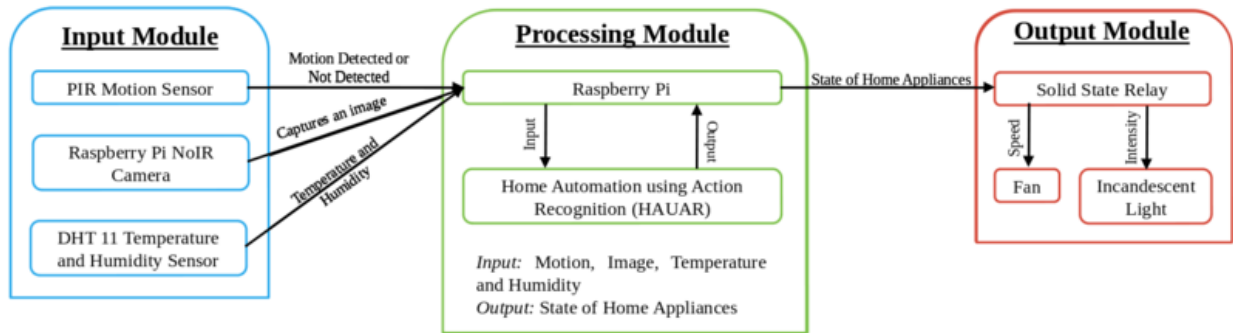 Input Module
PIR Motion Sensor
Raspberry Pi NoIR
Camera
DHT 11 Temperature
and Humidity Sensor
Motion Detected or
Not Detected
Captures an image
Temperature and
Humidity
Processing Module
Raspberry Pi
Input
Output
Home Automation using Action
Recognition (HAUAR)
Input: Motion, Image, Temperature
and Humidity
Output: State of Home Appliances
State of Home Appliances
Output Module
Solid State Relay
Speed
Intensity
Fan
Incandescent
Light